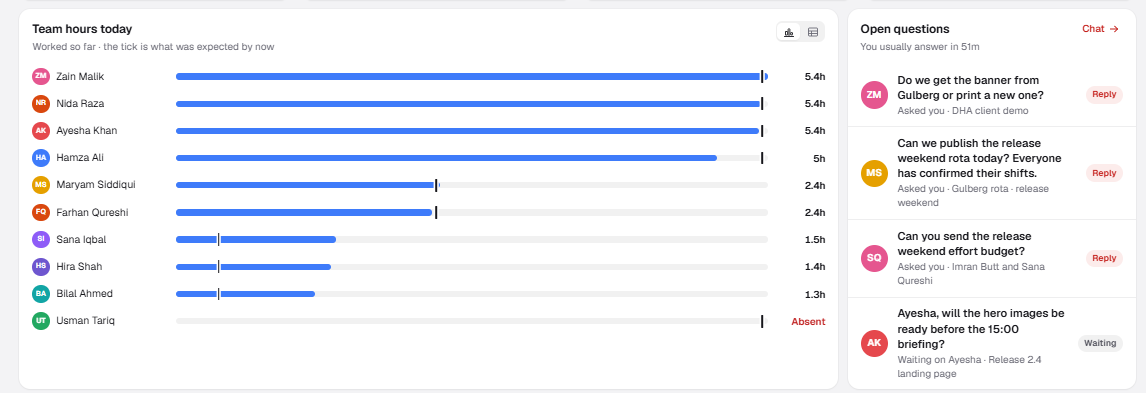 Team hours today
Worked so far · the tick is what was expected by now
ZM Zain Malik 5.4h
NR Nida Raza 5.4h
AK Ayesha Khan 5.4h
HA Hamza Ali 5h
MS Maryam Siddiqui 2.4h
FQ Farhan Qureshi 2.4h
SI Sana Iqbal 1.5h
HS Hira Shah 1.4h
BA Bilal Ahmed 1.3h
UT Usman Tariq Absent
Open questions
Chat →
You usually answer in 51m
ZM
Do we get the banner from
Gulberg or print a new one?
Asked you · DHA client demo
Reply
MS
Can we publish the release
weekend rota today? Everyone
has confirmed their shifts.
Asked you · Gulberg rota · release
weekend
Reply
SQ
Can you send the release
weekend effort budget?
Asked you · Imran Butt and Sana
Qureshi
Reply
AK
Ayesha, will the hero images be
ready before the 15:00
briefing?
Waiting on Ayesha · Release 2.4
landing page
Waiting